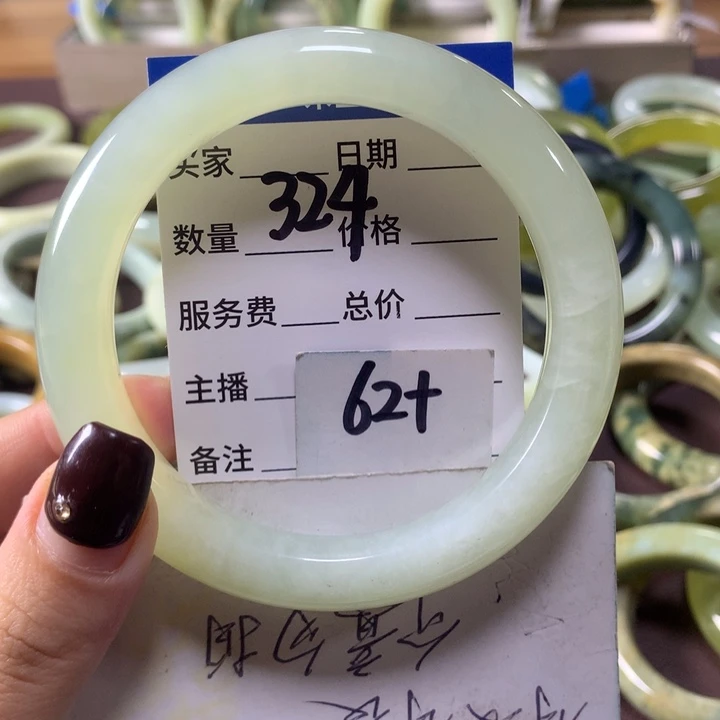 买家 日期
324
数量 价格
服务费 总价
主播
62+
备注